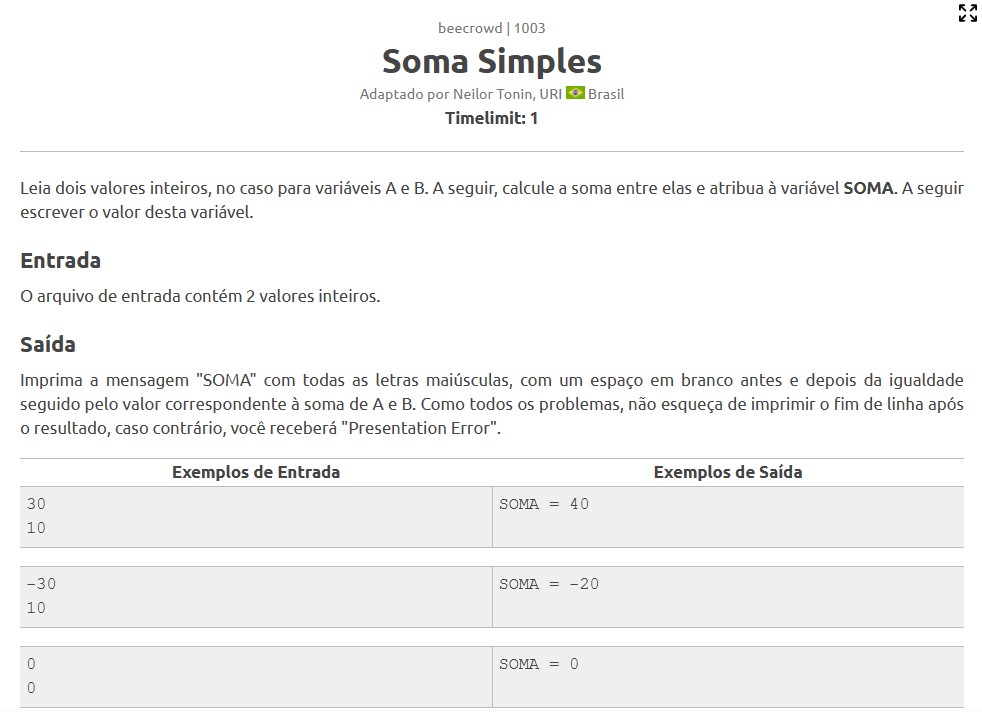 beecrowd | 1003
Soma Simples
Adaptado por Neilor Tonin, URI Brasil
Timelimit: 1
Leia dois valores inteiros, no caso para variáveis A e B. A seguir, calcule a soma entre elas e atribua à variável SOMA. A seguir
escrever o valor desta variável.
Entrada
O arquivo de entrada contém 2 valores inteiros.
Saída
Imprima a mensagem "SOMA" com todas as letras maiúsculas, com um espaço em branco antes e depois da igualdade
seguido pelo valor correspondente à soma de A e B. Como todos os problemas, não esqueça de imprimir o fim de linha após
o resultado, caso contrário, você receberá "Presentation Error".
Exemplos de Entrada Exemplos de Saída
30 SOMA = 40
10
-30 SOMA = -20
10
0 SOMA = 0
0